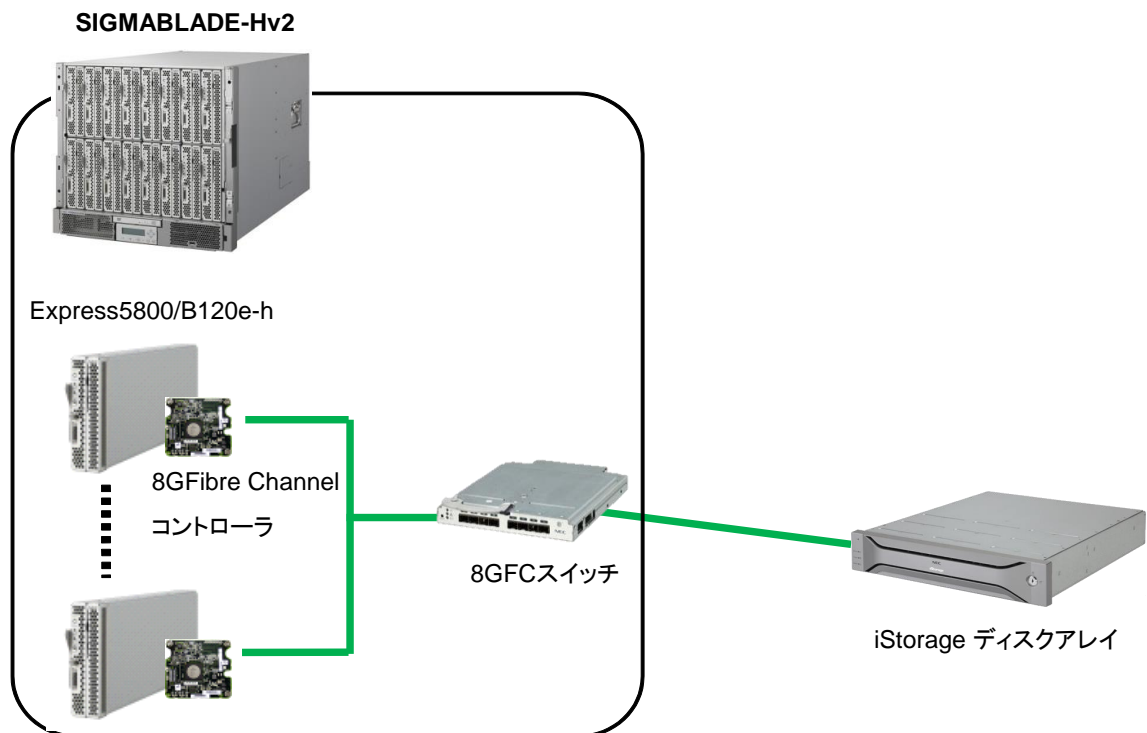 SIGMABLADE-Hv2
Express5800/B120e-h
8GFibre Channel
コントローラ
8GFCスイッチ
iStorage ディスクアレイ